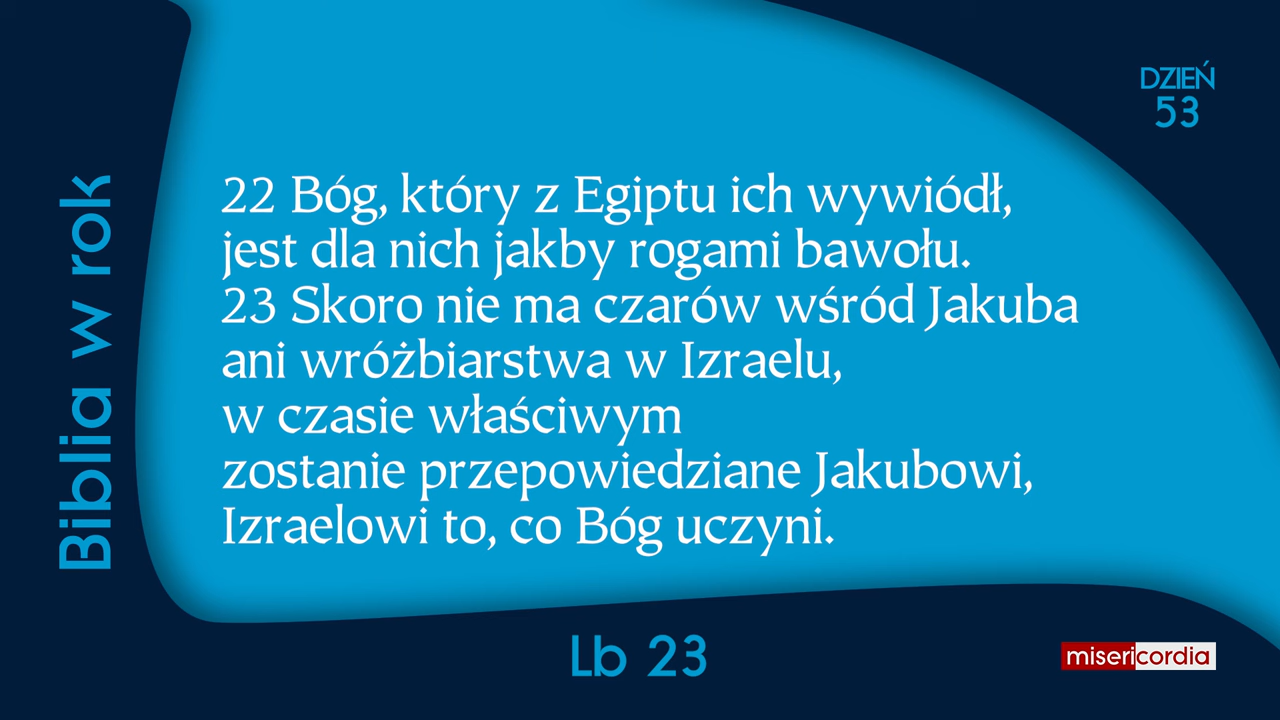 DZIEŃ
53
Biblia w rok
22 Bóg, który z Egiptu ich wywiódł,
jest dla nich jakby rogami bawołu.
23 Skoro nie ma czarów wśród Jakuba
ani wróżbiarstwa w Izraelu,
w czasie właściwym
zostanie przepowiedziane Jakubowi,
Izraelowi to, co Bóg uczyni.
Lb 23
misericordia